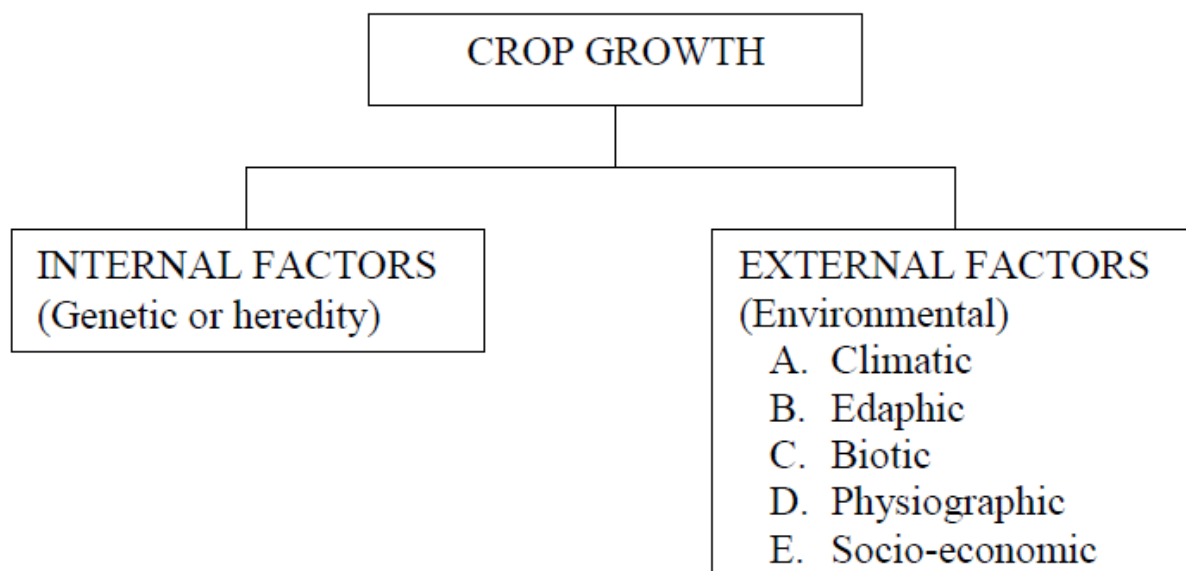 CROP GROWTH
INTERNAL FACTORS
(Genetic or heredity)
EXTERNAL FACTORS
(Environmental)
A. Climatic
B. Edaphic
C. Biotic
D. Physiographic
E. Socio-economic